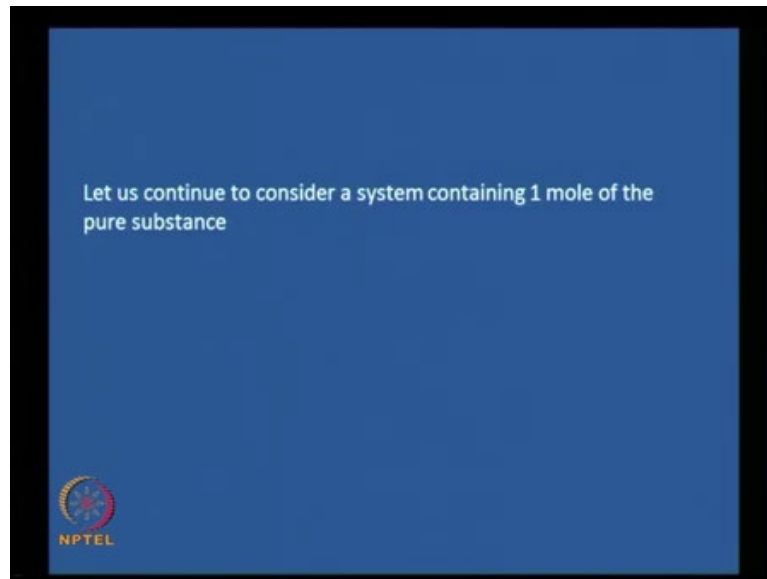 Let us continue to consider a system containing 1 mole of the
pure substance
NPTEL